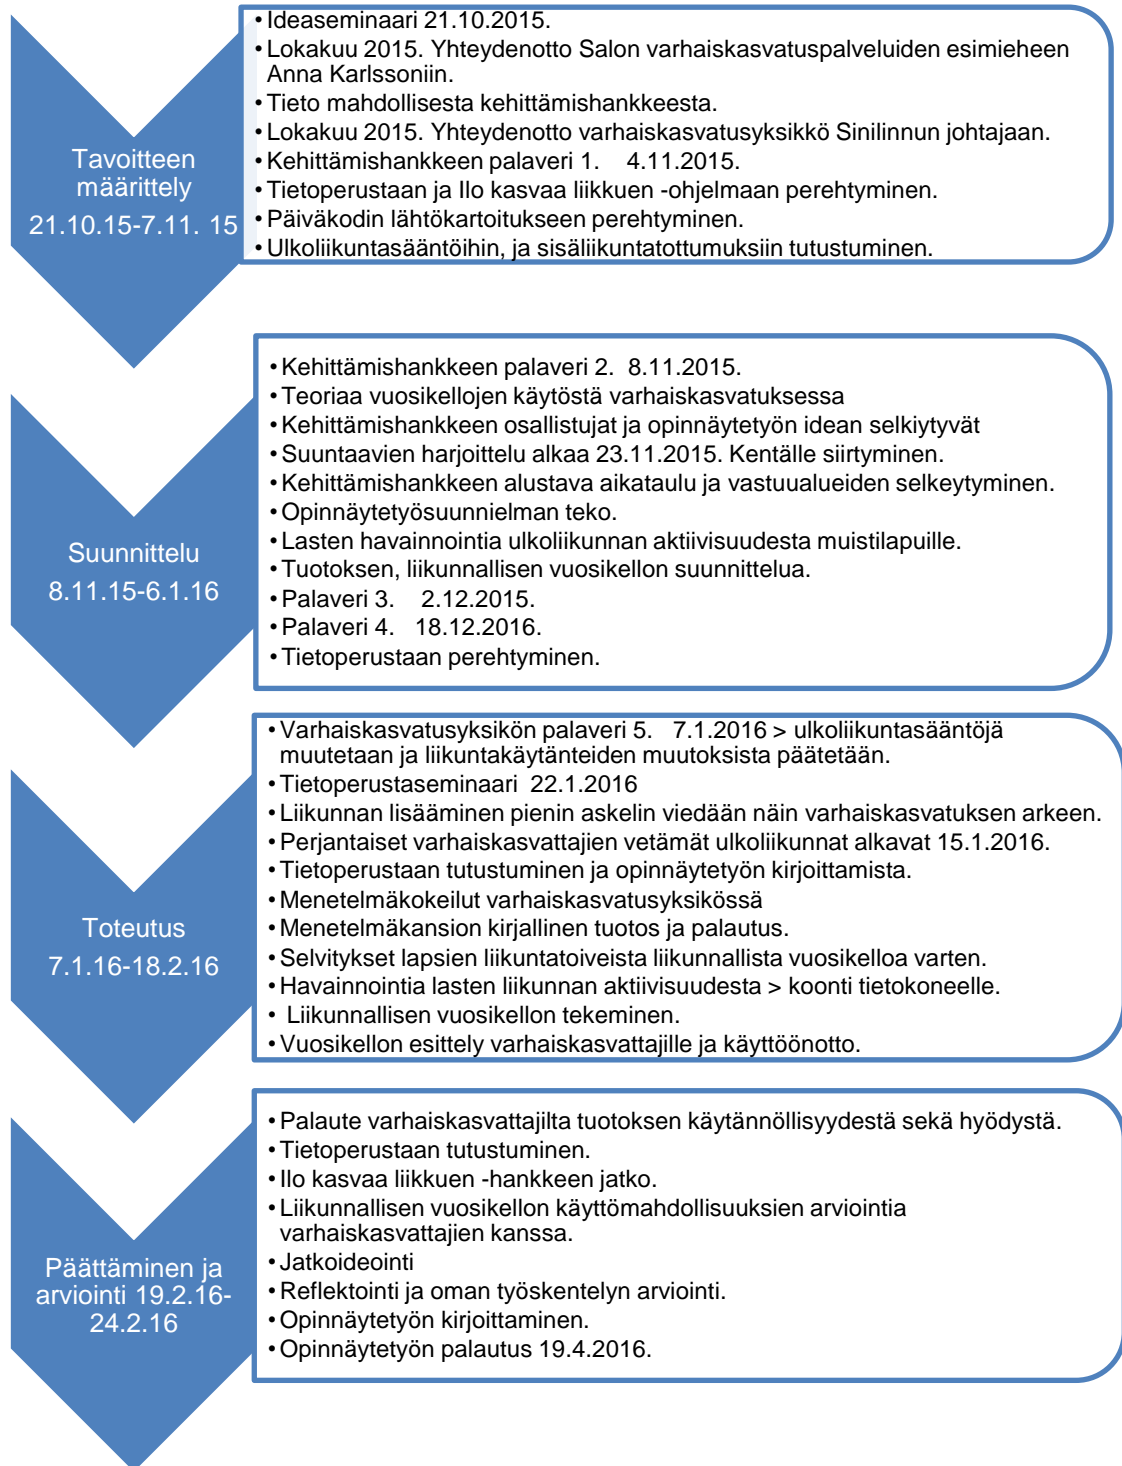 Tavoitteen
määrittely
21.10.15-7.11. 15
•Ideaseminaari 21.10.2015.
•Lokakuu 2015. Yhteydenotto Salon varhaiskasvatuspalveluiden esimieheen
Anna Karlssoniin.
•Tieto mahdollisesta kehittämishankkeesta.
•Lokakuu 2015. Yhteydenotto varhaiskasvatusyksikkö Sinilinnun johtajaan.
•Kehittämishankkeen palaveri 1. 4.11.2015.
•Tietoperustaan ja Ilo kasvaa liikkuen -ohjelmaan perehtyminen.
•Päiväkodin lähtökartoitukseen perehtyminen.
•Ulkoliikuntasääntöihin, ja sisäliikuntatottumuksiin tutustuminen.
Suunnittelu
8.11.15-6.1.16
•Kehittämishankkeen palaveri 2. 8.11.2015.
•Teoriaa vuosikellojen käytöstä varhaiskasvatuksessa
•Kehittämishankkeen osallistujat ja opinnäytetyön idean selkiytyvät
•Suuntaavien harjoittelu alkaa 23.11.2015. Kentälle siirtyminen.
•Kehittämishankkeen alustava aikataulu ja vastuualueiden selkeytyminen.
•Opinnäytetyösuunnielman teko.
•Lasten havainnointia ulkoliikunnan aktiivisuudesta muistilapuille.
•Tuotoksen, liikunnallisen vuosikellon suunnittelua.
•Palaveri 3. 2.12.2015.
•Palaveri 4. 18.12.2016.
•Tietoperustaan perehtyminen.
Toteutus
7.1.16-18.2.16
•Varhaiskasvatusyksikön palaveri 5. 7.1.2016 > ulkoliikuntasääntöjä
muutetaan ja liikuntakäytänteiden muutoksista päätetään.
•Tietoperustaseminaari 22.1.2016
•Liikunnan lisääminen pienin askelin viedään näin varhaiskasvatuksen arkeen.
•Perjantaiset varhaiskasvattajien vetämät ulkoliikunnat alkavat 15.1.2016.
•Tietoperustaan tutustuminen ja opinnäytetyön kirjoittamista.
•Menetelmäkokeilut varhaiskasvatusyksikössä
•Menetelmäkansion kirjallinen tuotos ja palautus.
•Selvitykset lapsien liikuntatoiveista liikunnallista vuosikelloa varten.
•Havainnointia lasten liikunnan aktiivisuudesta > koonti tietokoneelle.
• Liikunnallisen vuosikellon tekeminen.
•Vuosikellon esittely varhaiskasvattajille ja käyttöönotto.
Päättäminen ja
arviointi 19.2.16-
24.2.16
•Palaute varhaiskasvattajilta tuotoksen käytännöllisyydestä sekä hyödystä.
•Tietoperustaan tutustuminen.
•Ilo kasvaa liikkuen -hankkeen jatko.
•Liikunnallisen vuosikellon käyttömahdollisuuksien arviointia
varhaiskasvattajien kanssa.
•Jatkoideointi
•Reflektointi ja oman työskentelyn arviointi.
•Opinnäytetyön kirjoittaminen.
•Opinnäytetyön palautus 19.4.2016.